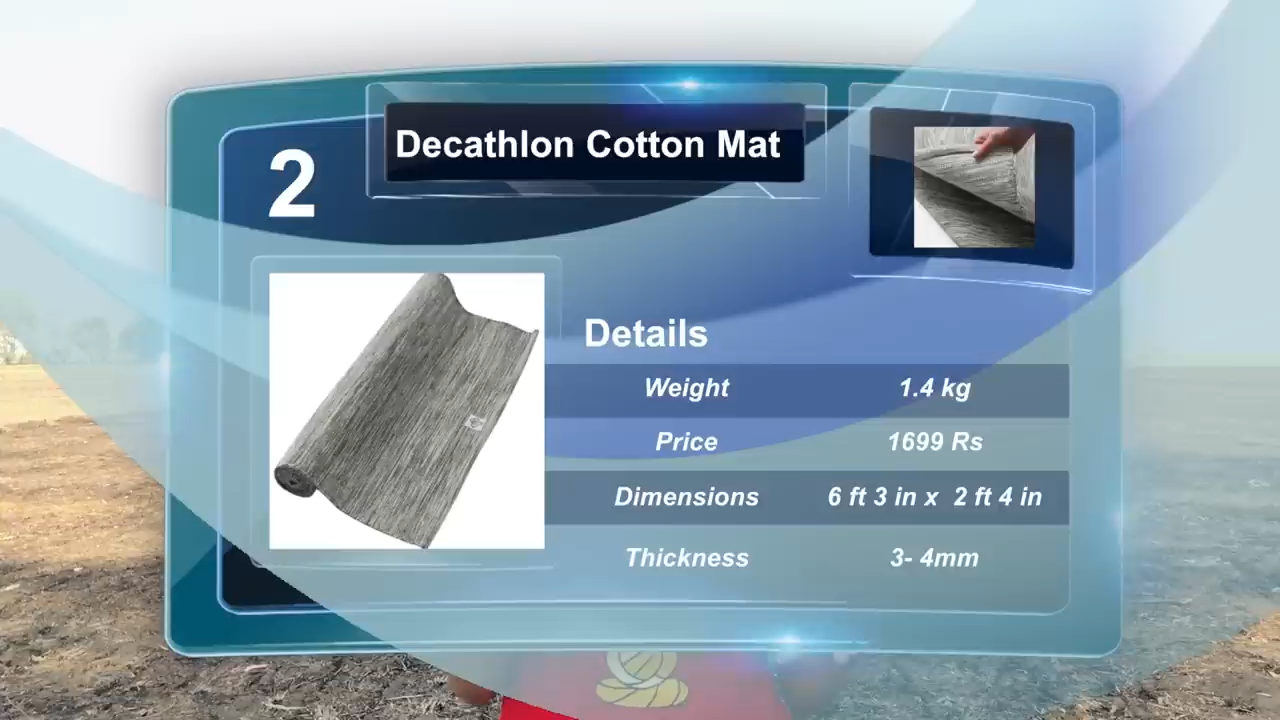 2
Decathlon Cotton Mat
Details
Weight 1.4 kg
Price 1699 Rs
Dimensions 6 ft 3 in x 2 ft 4 in
Thickness 3- 4mm